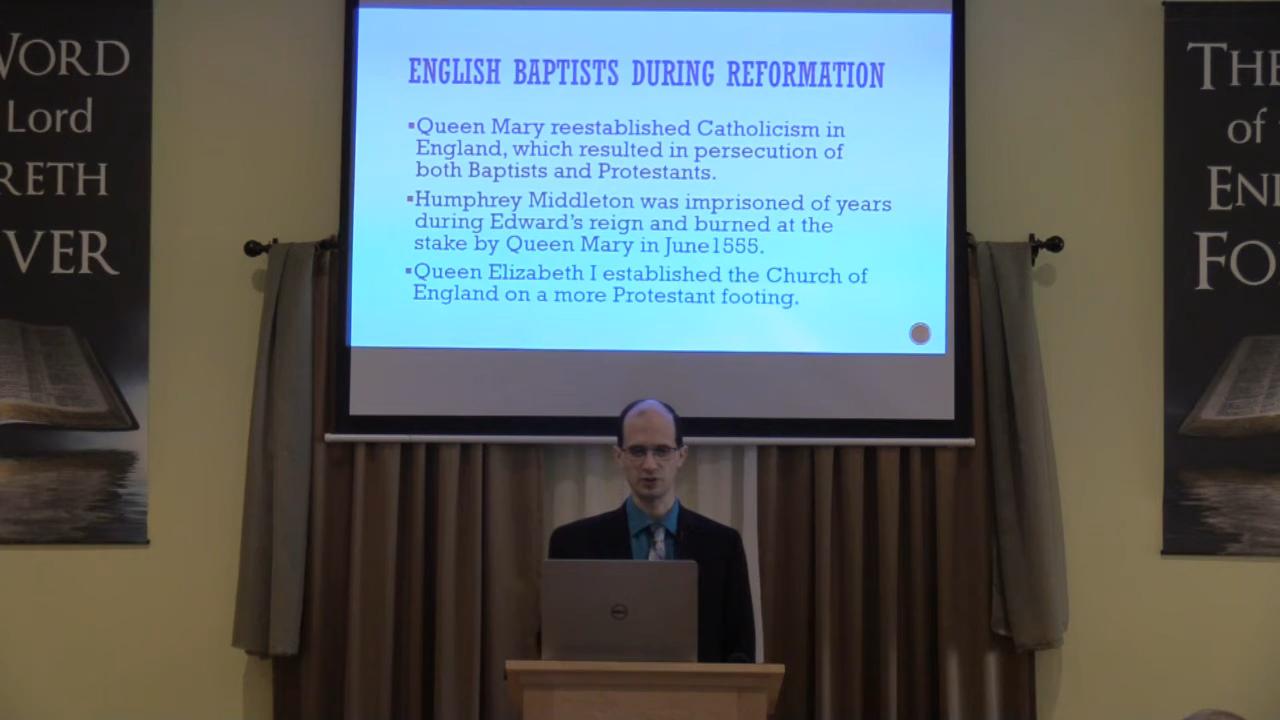 ENGLISH BAPTISTS DURING REFORMATION
▪Queen Mary reestablished Catholicism in
England, which resulted in persecution of
both Baptists and Protestants.
▪Humphrey Middleton was imprisoned of years
during Edward's reign and burned at the
stake by Queen Mary in June1555.
▪Queen Elizabeth I established the Church of
England on a more Protestant footing.
WORD
Lord
RETH
VER
THE
of
EN
FO
DELL